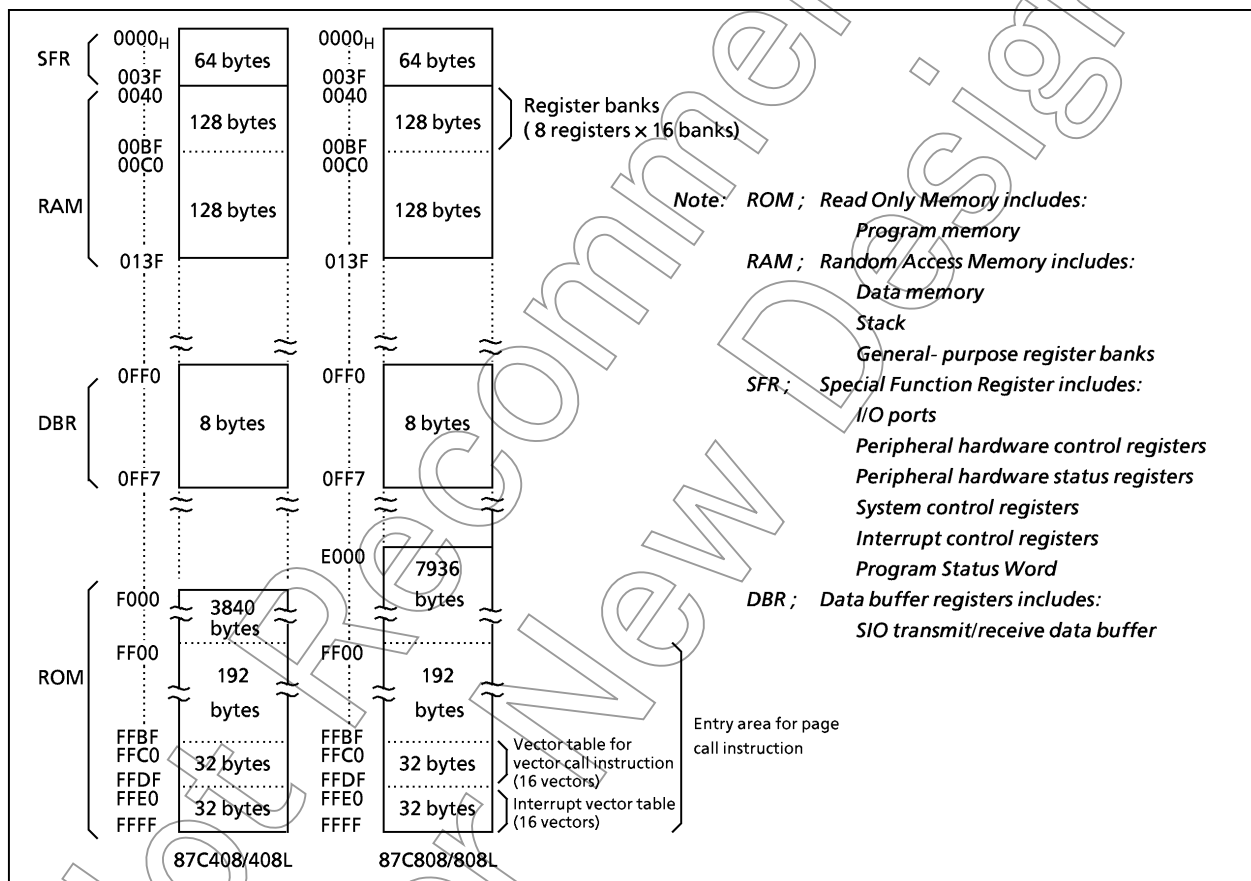 SFR
RAM
DBR
ROM
0000H
003F
0040
00BF
00C0
013F
0FF0
0FF7
F000
FF00
FFBF
FFC0
FFDF
FFE0
FFFF
64 bytes
128 bytes
128 bytes
8 bytes
3840
bytes
192
bytes
32 bytes
32 bytes
87C408/408L
0000H
003F
0040
00BF
00C0
013F
0FF0
0FF7
E000
FF00
FFBF
FFC0
FFDF
FFE0
FFFF
64 bytes
128 bytes
128 bytes
8 bytes
7936
bytes
192
bytes
32 bytes
32 bytes
87C808/808L
Register banks
( 8 registers × 16 banks)
Vector table for
vector call instruction
(16 vectors)
Interrupt vector table
(16 vectors)
Entry area for page
call instruction
Note: ROM ; Read Only Memory includes:
Program memory
RAM ; Random Access Memory includes:
Data memory
Stack
General- purpose register banks
SFR ; Special Function Register includes:
I/O ports
Peripheral hardware control registers
Peripheral hardware status registers
System control registers
Interrupt control registers
Program Status Word
DBR ; Data buffer registers includes:
SIO transmit/receive data buffer